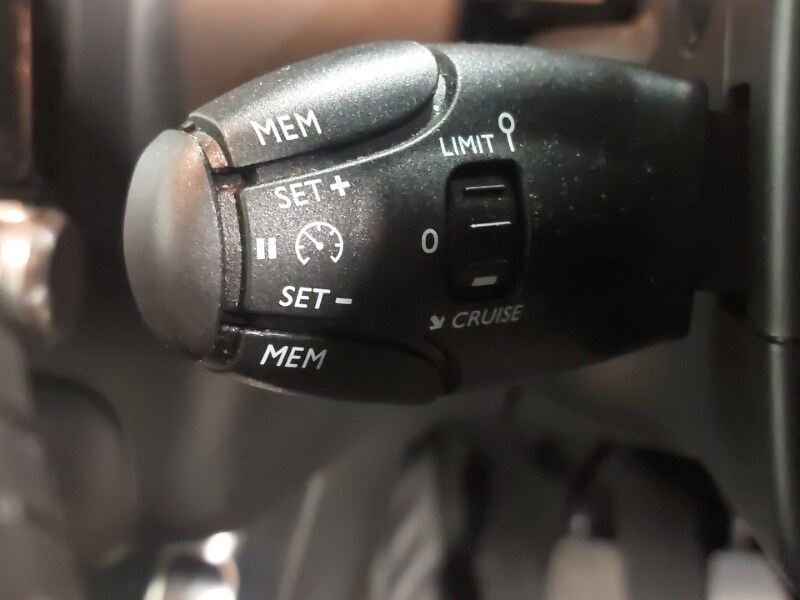 MEM
LIMIT
SET +
0
SET -
CRUISE
MEM